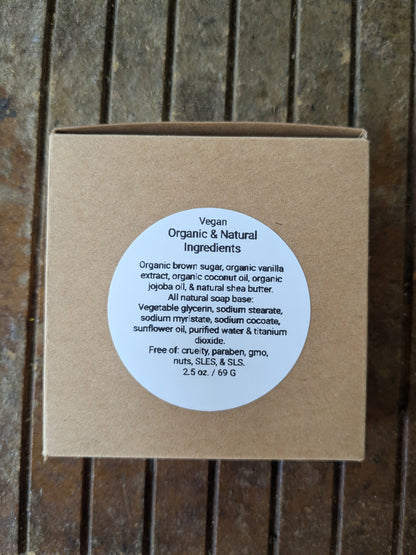 Vegan
Organic & Natural
Ingredients
Organic brown sugar, organic vanilla
extract, organic coconut oil, organic
jojoba oil, & natural shea butter.
All natural soap base:
Vegetable glycerin, sodium stearate,
sodium myristate, sodium cocoate,
sunflower oil, purified water & titanium
dioxide.
Free of: cruelty, paraben, gmo,
nuts, SLES, & SLS.
2.5 oz. / 69 G